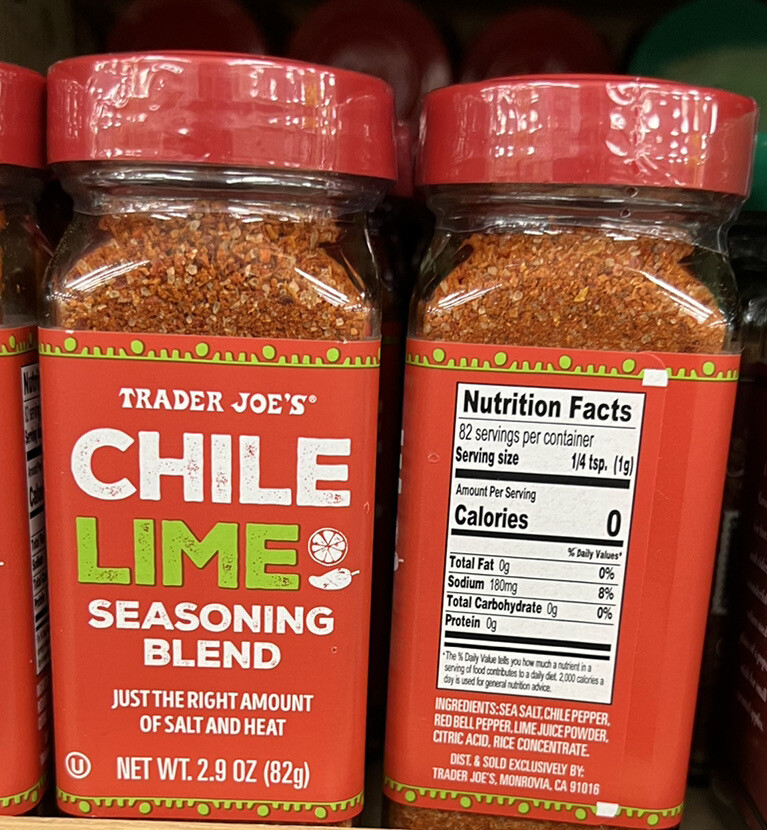 TRADER JOE'S®
CHILE
LIME
SEASONING
BLEND
JUST THE RIGHT AMOUNT
OF SALT AND HEAT
U
NET WT. 2.9 OZ (82g)
Nutrition Facts
82 servings per container
Serving size 1/4 tsp. (1g)
Amount Per Serving
Calories 0
% Daily Values*
Total Fat 0g 0%
Sodium 180mg 8%
Total Carbohydrate 0g 0%
Protein 0g
*The % Daily Value tells you how much a nutrient in a
serving of food contributes to a daily diet. 2,000 calories a
day is used for general nutrition advice.
INGREDIENTS: SEA SALT, CHILE PEPPER,
RED BELL PEPPER, LIME JUICE POWDER,
CITRIC ACID, RICE CONCENTRATE.
DIST. & SOLD EXCLUSIVELY BY:
TRADER JOE'S, MONROVIA, CA 91016